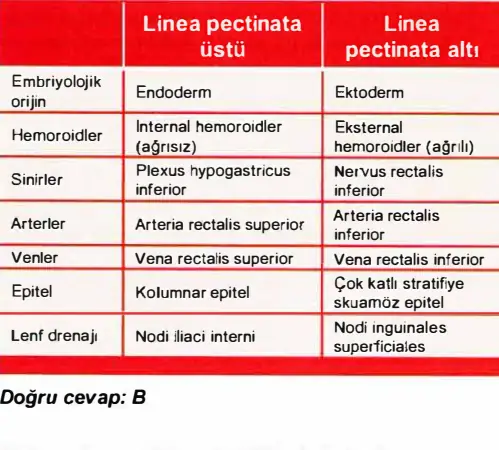 Linea pectinata üstü
Linea pectinata altı
Embriyolojik orijin
Endoderm
Ektoderm
Hemoroidler
Internal hemoroidler (ağrısız)
Eksternal hemoroidler (ağrılı)
Sinirler
Plexus hypogastricus inferior
Nervus rectalis inferior
Arterler
Arteria rectalis superior
Arteria rectalis inferior
Venler
Vena rectalis superior
Vena rectalis inferior
Epitel
Kolumnar epitel
Çok katlı stratifiye skuamöz epitel
Lenf drenajı
Nodi iliaci interni
Nodi inguinales superficiales
Doğru cevap: B